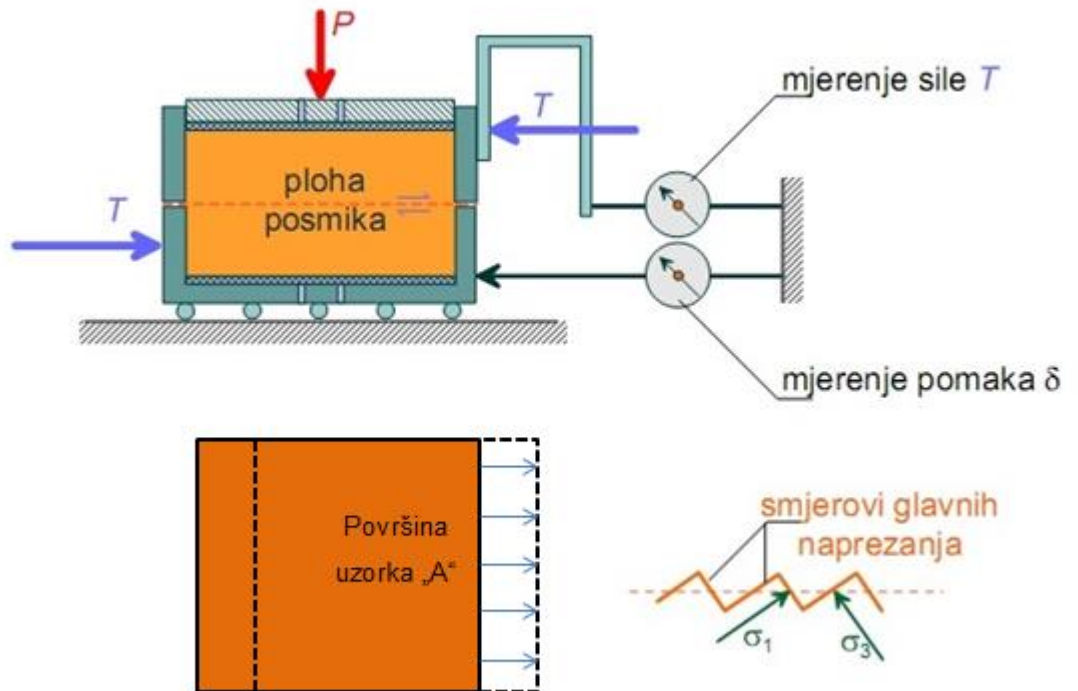 P
mjerenje sile T
T
ploha
posmika
T
mjerenje pomaka δ
Površina
uzorka „A“
smjerovi glavnih
naprezanja
σ1
σ3